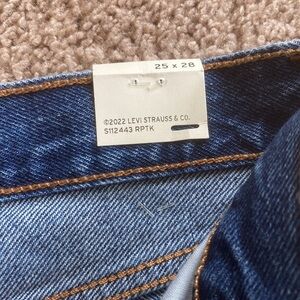 25 x 28
©2022 LEVI STRAUSS & CO.
S112443 RPTK